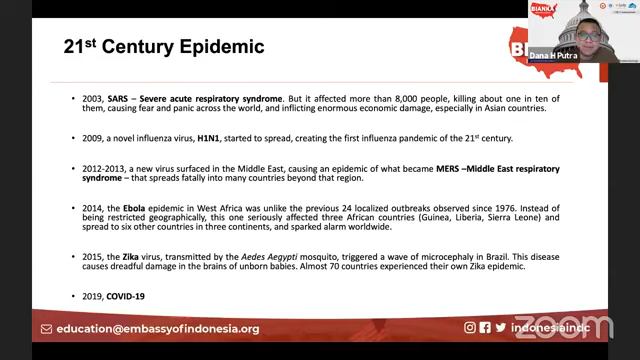 BIANKA
21st Century Epidemic
BIANKA
Dana H Putra
• 2003, SARS – Severe acute respiratory syndrome. But it affected more than 8,000 people, killing about one in ten of
them, causing fear and panic across the world, and inflicting enormous economic damage, especially in Asian countries.
• 2009, a novel influenza virus, H1N1, started to spread, creating the first influenza pandemic of the 21st century.
• 2012-2013, a new virus surfaced in the Middle East, causing an epidemic of what became MERS –Middle East respiratory
syndrome – that spreads fatally into many countries beyond that region.
• 2014, the Ebola epidemic in West Africa was unlike the previous 24 localized outbreaks observed since 1976. Instead of
being restricted geographically, this one seriously affected three African countries (Guinea, Liberia, Sierra Leone) and
spread to six other countries in three continents, and sparked alarm worldwide.
• 2015, the Zika virus, transmitted by the Aedes Aegypti mosquito, triggered a wave of microcephaly in Brazil. This disease
causes dreadful damage in the brains of unborn babies. Almost 70 countries experienced their own Zika epidemic.
• 2019, COVID-19
education@embassyofindonesia.org
indonesiaindc
zoom